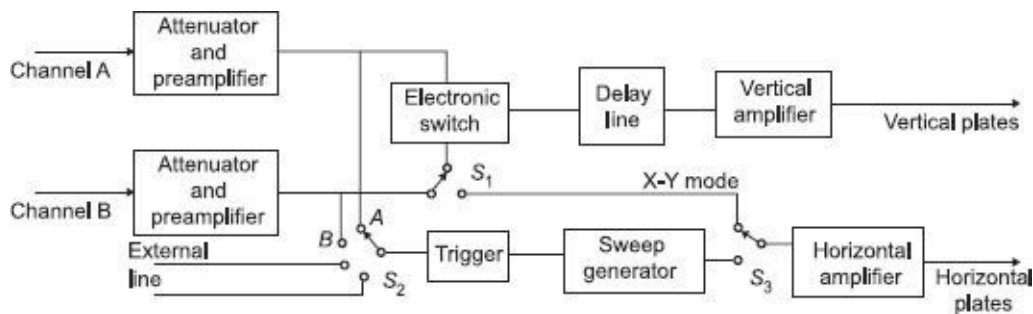 Attenuator
and
preamplifier
Channel A
Electronic
switch
Delay
line
Vertical
amplifier
Vertical plates
Attenuator
and
preamplifier
Channel B
S1
X-Y mode
A
B
External
line
S2
Trigger
Sweep
generator
S3
Horizontal
amplifier
Horizontal
plates